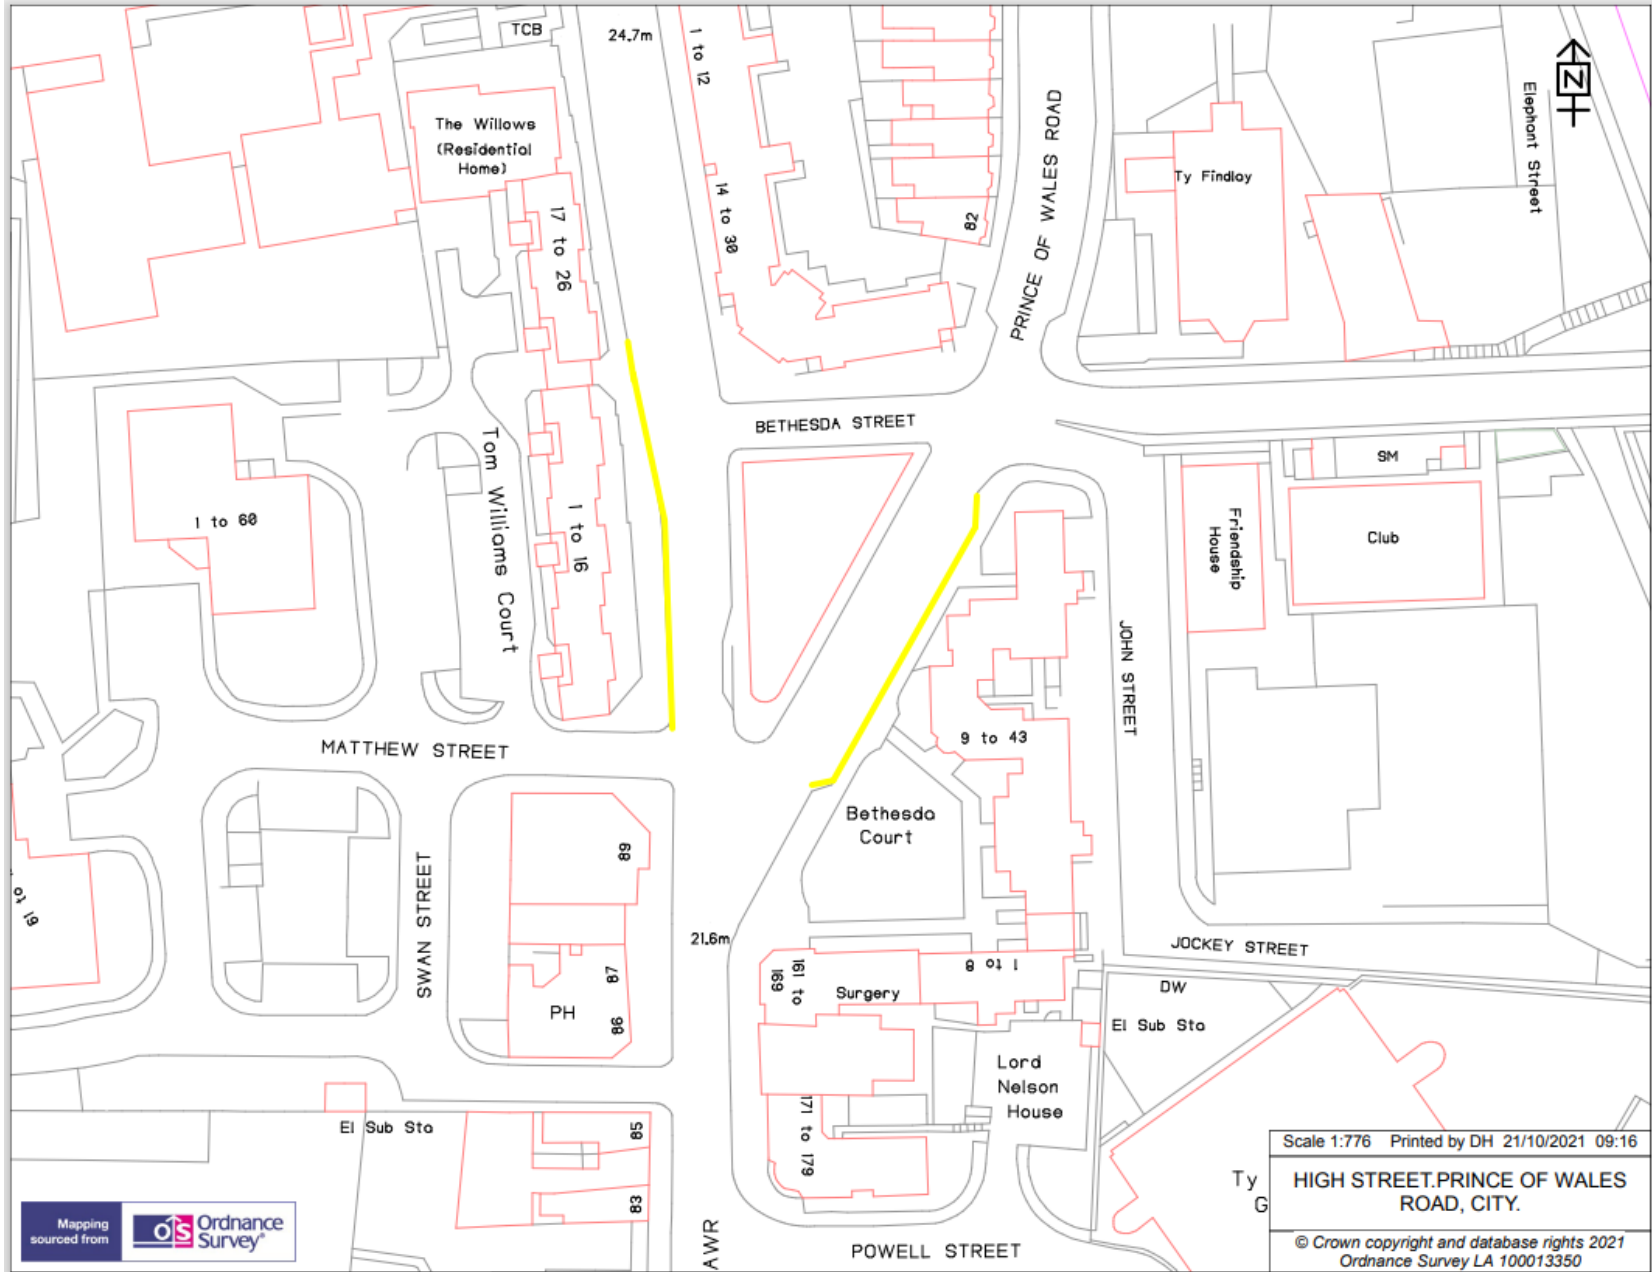 TCB
24.7m
1 to 12
The Willows
(Residential
Home)
17 to 26
14 to 30
82
PRINCE OF WALES ROAD
Ty Findlay
Elephant Street
N
BETHESDA STREET
Tom Williams Court
1 to 60
1 to 16
SM
Friendship
House
Club
JOHN STREET
MATTHEW STREET
9 to 43
Bethesda
Court
SWAN STREET
89
61 to
21.6m
JOCKEY STREET
87
PH
86
161 to
169
Surgery
1 to 8
DW
El Sub Sta
Lord
Nelson
House
El Sub Sta
85
83
171 to 179
AWR
POWELL STREET
Ty
G
Scale 1:776 Printed by DH 21/10/2021 09:16
HIGH STREET.PRINCE OF WALES
ROAD, CITY.
© Crown copyright and database rights 2021
Ordnance Survey LA 100013350
Mapping
sourced from
OS
Ordnance
Survey®